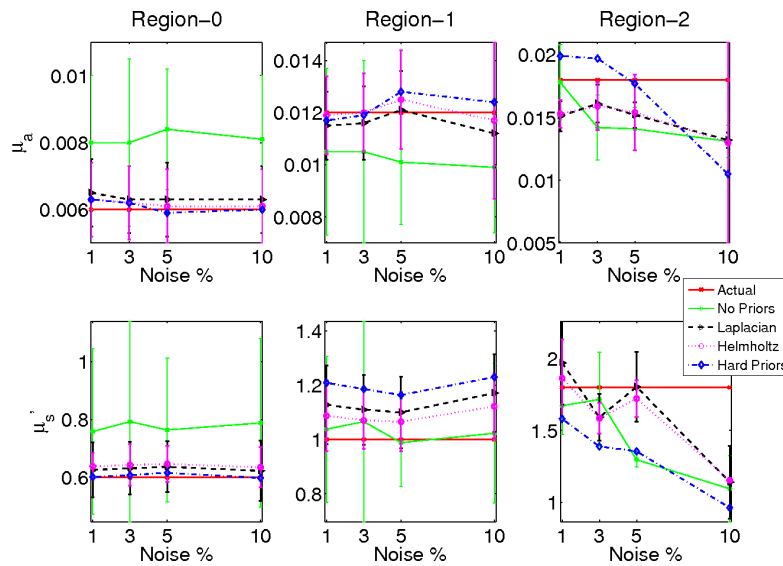 Region-0 Region-1 Region-2
μa
0.01
0.008
0.006
1 3 5 10
Noise %
0.014
0.012
0.01
0.008
1 3 5 10
Noise %
0.02
0.015
0.01
0.005
1 3 5 10
Noise %
Actual
No Priors
Laplacian
Helmholtz
Hard Priors
μs'
1
0.8
0.6
1 3 5 10
Noise %
1.4
1.2
1
0.8
1 3 5 10
Noise %
2
1.5
1
1 3 5 10
Noise %